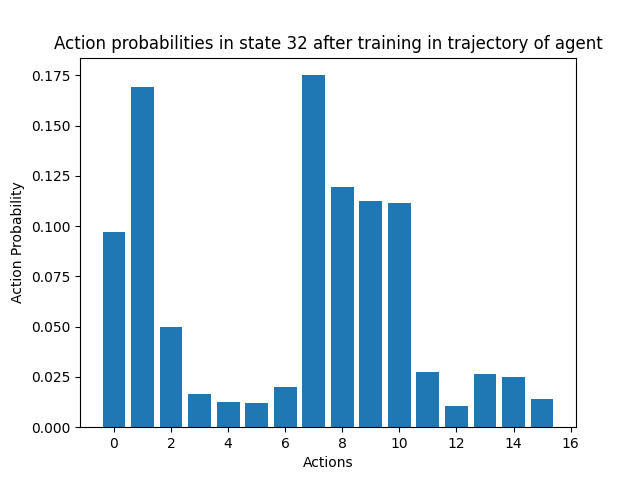 Action probabilities in state 32 after training in trajectory of agent
0.175
0.150
0.125
0.100
0.075
0.050
0.025
0.000
Action Probability
0 2 4 6 8 10 12 14 16
Actions